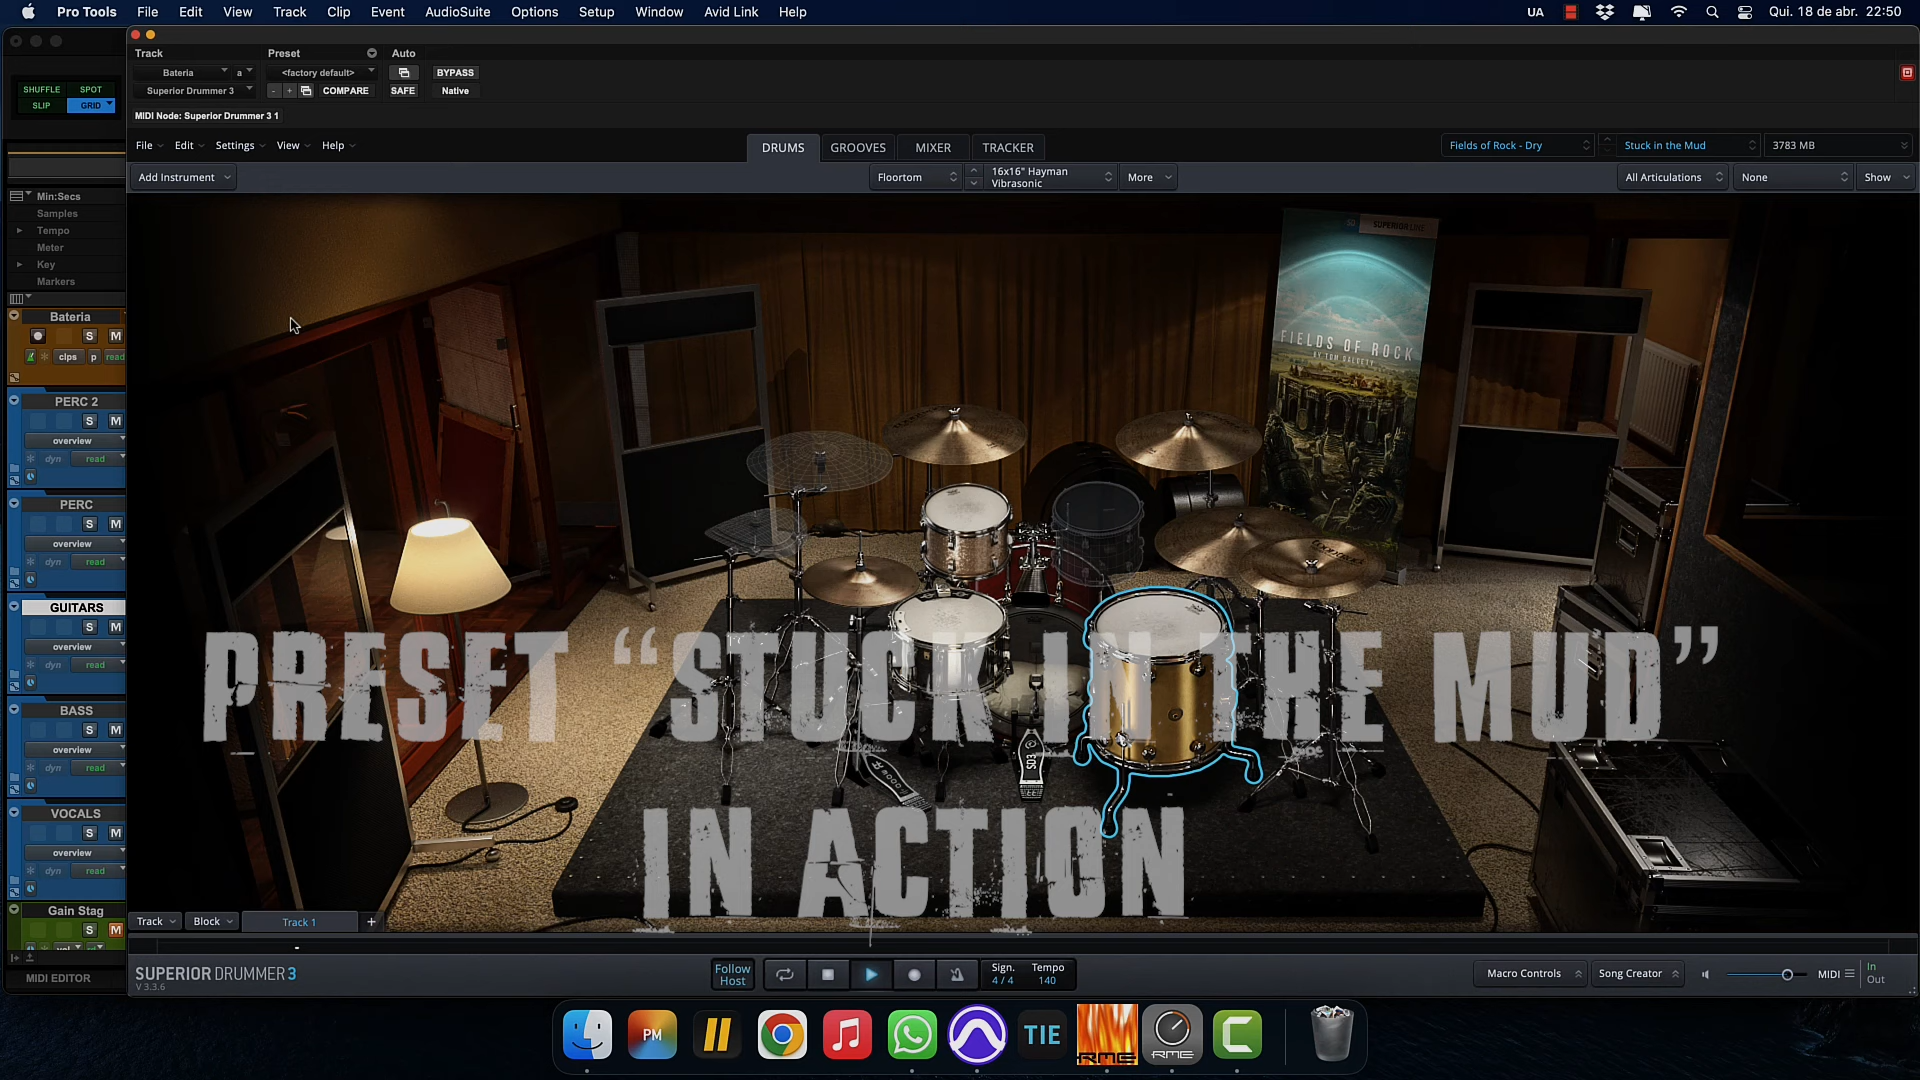 Pro Tools File Edit View Track Clip Event AudioSuite Options Setup Window Avid Link Help UA Qui. 18 de abr. 22:50
Track Preset Auto
Bateria a <factory default> BYPASS
Superior Drummer 3 - + COMPARE SAFE Native
MIDI Node: Superior Drummer 3 1
SHUFFLE SPOT
SLIP GRID
File Edit Settings View Help DRUMS GROOVES MIXER TRACKER Fields of Rock - Dry Stuck in the Mud 3783 MB
Add Instrument Floortom 16x16" Hayman Vibrasonic More All Articulations None Show
Min:Secs
Samples
Tempo
Meter
Key
Markers
SUPERIOR LINE
FIELDS OF ROCK
Bateria
S M
clps p read
PERC 2
S M
overview
dyn read
PERC
S M
overview
dyn read
GUITARS
S M
overview
dyn read
BASS
S M
overview
dyn read
VOCALS
S M
overview
dyn read
Gain Stag
S M
PRESET “STUCK IN THE MUD”
IN ACTION
SD3
Track Block Track 1 +
MIDI EDITOR
SUPERIOR DRUMMER 3
V 3.3.6
Follow Host Sign. 4 / 4 Tempo 140 Macro Controls Song Creator MIDI In Out
PM TIE RME RME